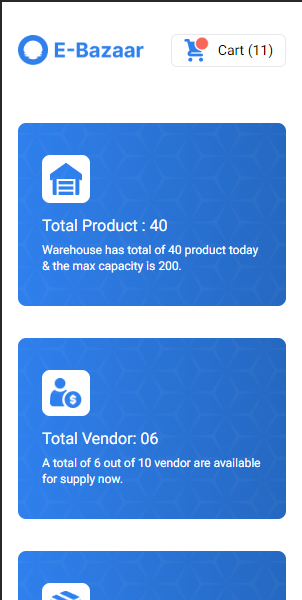 E-Bazaar
Cart (11)
Total Product : 40
Warehouse has total of 40 product today
& the max capacity is 200.
Total Vendor: 06
A total of 6 out of 10 vendor are available
for supply now.